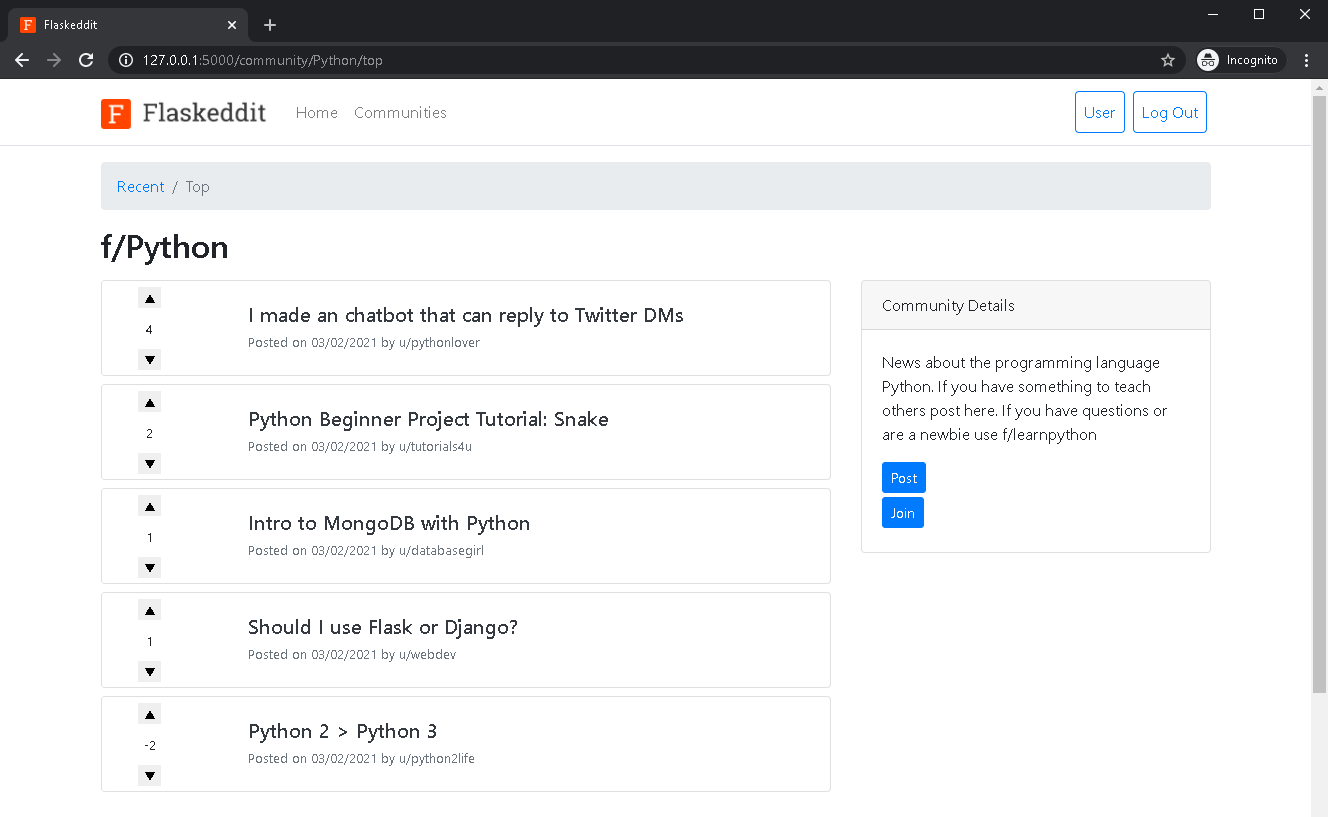 Flaskeddit
127.0.0.1:5000/community/Python/top
Incognito
F Flaskeddit Home Communities User Log Out
Recent / Top
f/Python
4
I made an chatbot that can reply to Twitter DMs
Posted on 03/02/2021 by u/pythonlover
2
Python Beginner Project Tutorial: Snake
Posted on 03/02/2021 by u/tutorials4u
1
Intro to MongoDB with Python
Posted on 03/02/2021 by u/databasegirl
1
Should I use Flask or Django?
Posted on 03/02/2021 by u/webdev
-2
Python 2 > Python 3
Posted on 03/02/2021 by u/python2life
Community Details
News about the programming language
Python. If you have something to teach
others post here. If you have questions or
are a newbie use f/learnpython
Post
Join